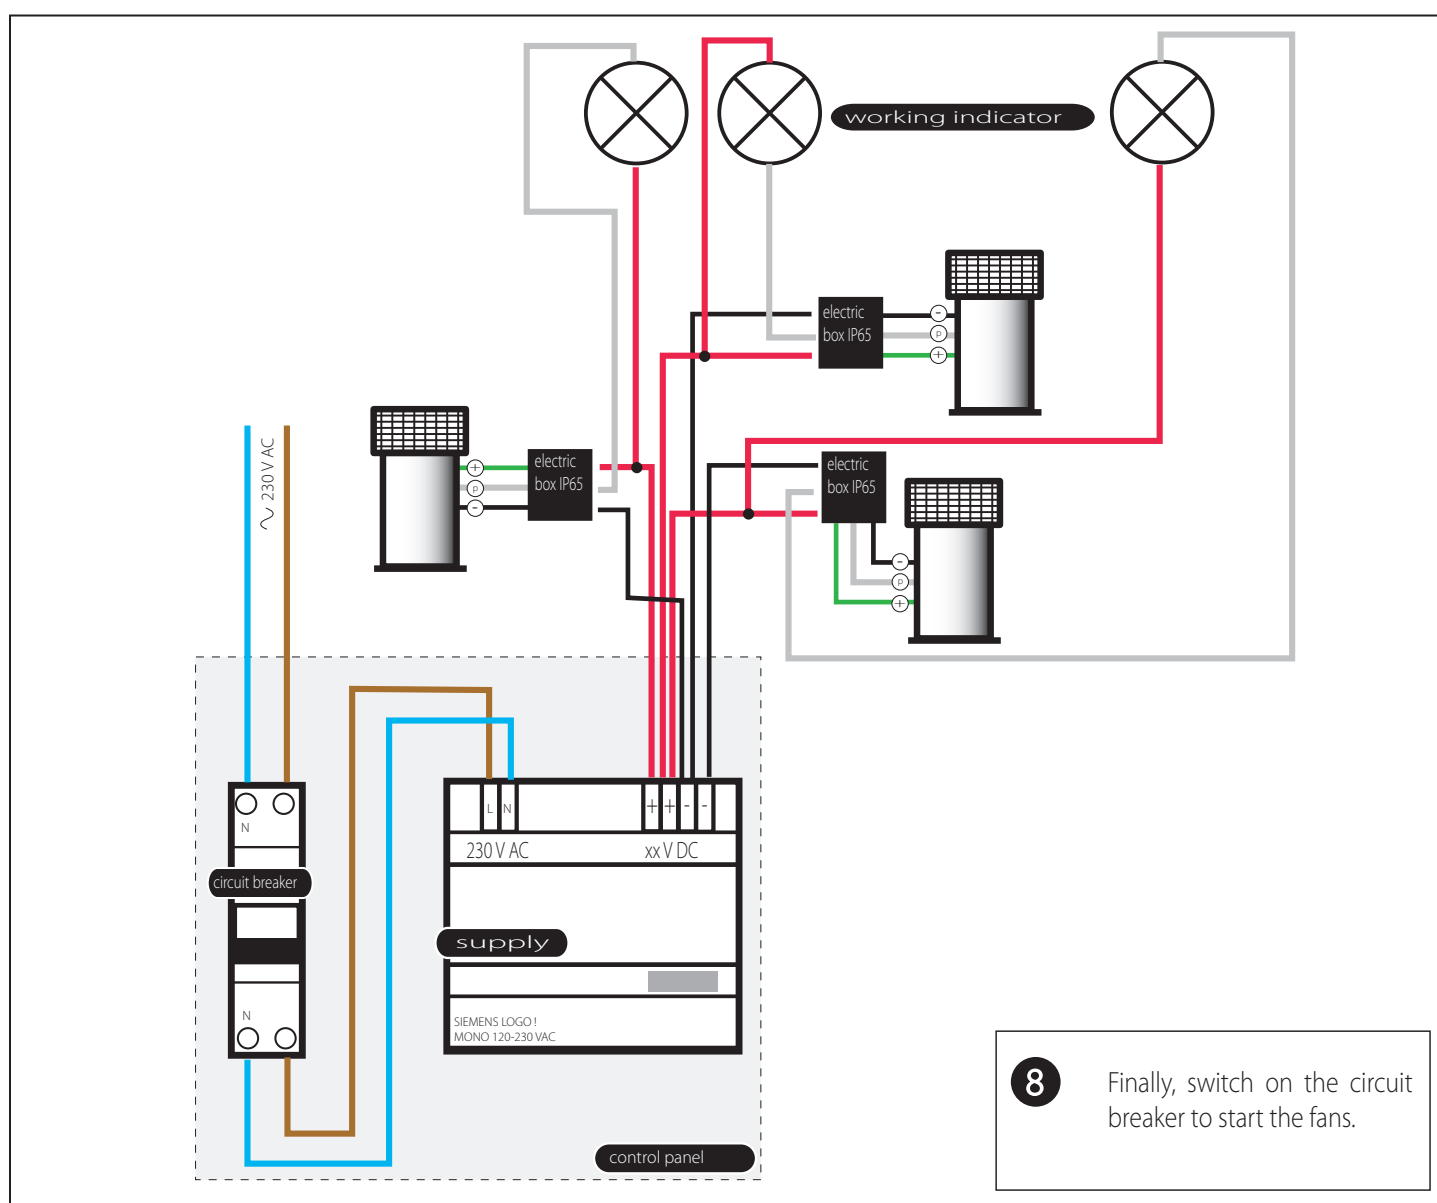 working indicator
electric
box IP65
-
p
+
230 V AC
+
p
-
electric
box IP65
electric
box IP65
-
p
+
L N + + - -
N
230 V AC xx V DC
circuit breaker
supply
N
SIEMENS LOGO !
MONO 120-230 VAC
control panel
8
Finally, switch on the circuit
breaker to start the fans.